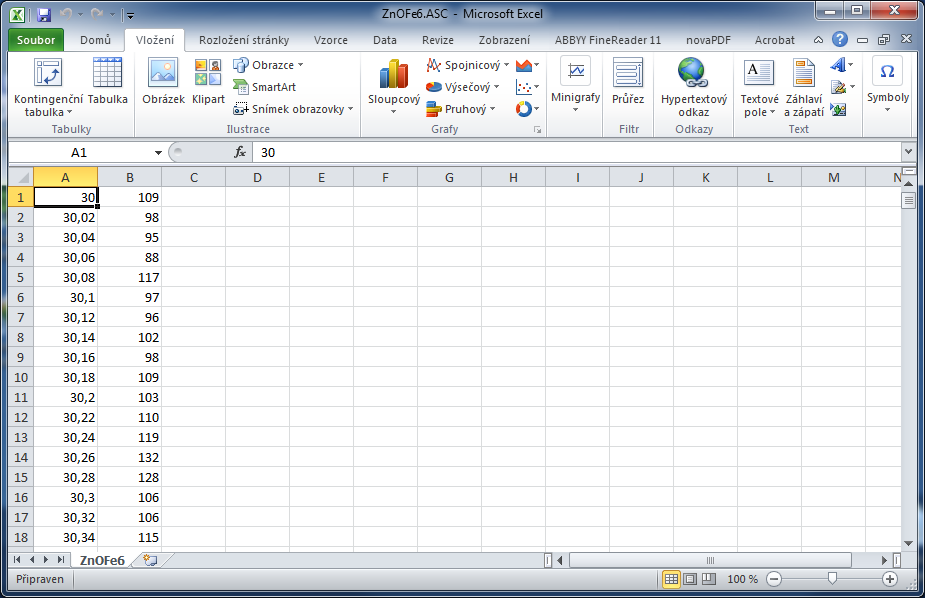 ZnOFe6.ASC - Microsoft Excel
Soubor Domů Vložení Rozložení stránky Vzorce Data Revize Zobrazení ABBYY FineReader 11 novaPDF Acrobat
Kontingenční tabulka Tabulka Obrázek Klipart Obrazce SmartArt Snímek obrazovky Sloupcový Spojnicový Výsečový Pruhový Minigrafy Průřez Hypertextový odkaz Textové pole Záhlaví a zápatí Symboly
Tabulky Ilustrace Grafy Filtr Odkazy Text
A1 fx 30
A B C D E F G H I J K L M N
1 30 109
2 30,02 98
3 30,04 95
4 30,06 88
5 30,08 117
6 30,1 97
7 30,12 96
8 30,14 102
9 30,16 98
10 30,18 109
11 30,2 103
12 30,22 110
13 30,24 119
14 30,26 132
15 30,28 128
16 30,3 106
17 30,32 106
18 30,34 115
ZnOFe6
Připraven 100 %